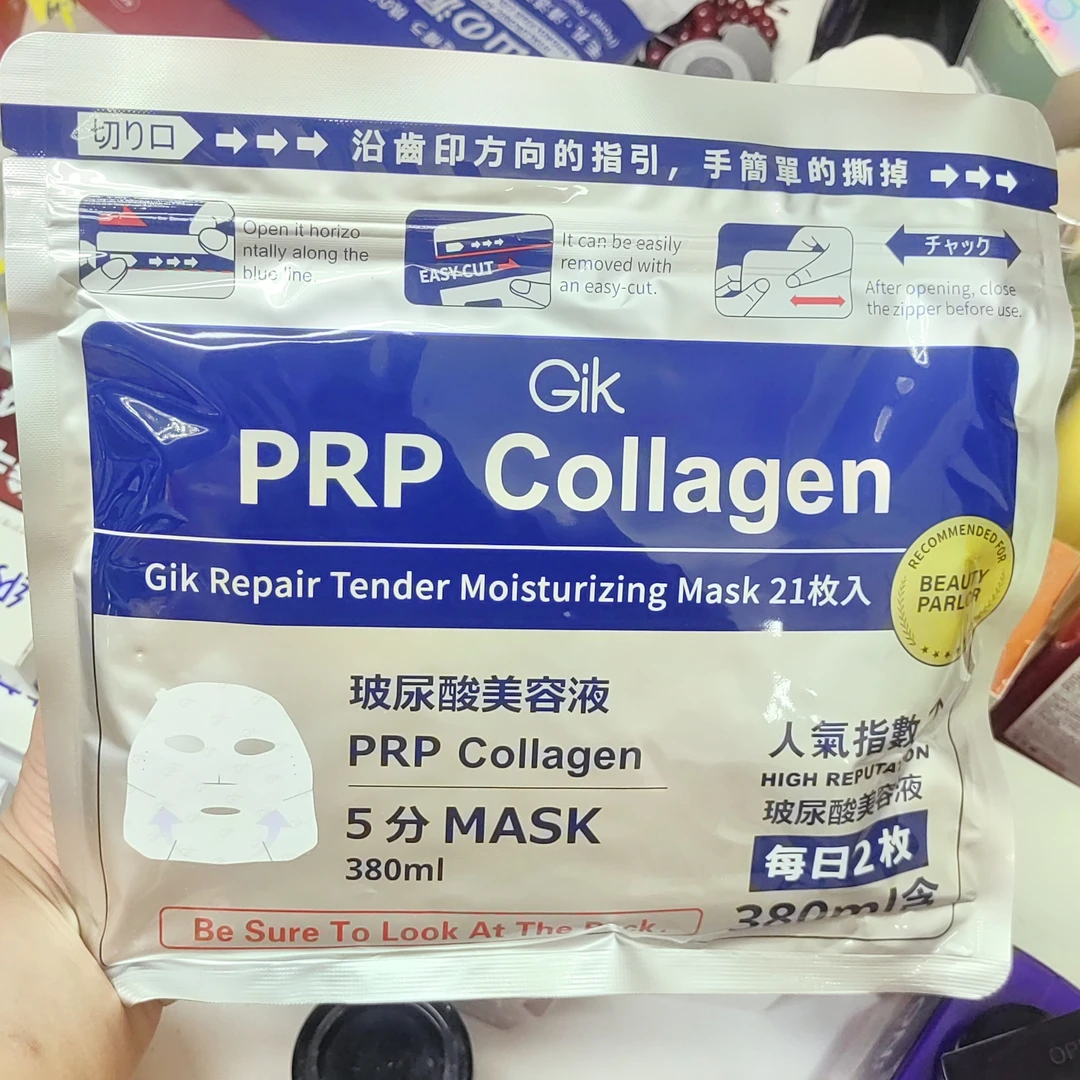 切り口
沿齒印方向的指引, 手簡單的撕掉
Open it horizo
ntally along the
blue line.
EASY CUT
It can be easily
removed with
an easy-cut.
チャック
After opening, close
the zipper before use.
Gik
PRP Collagen
Gik Repair Tender Moisturizing Mask 21枚入
RECOMMENDED FOR
BEAUTY
PARLOR
玻尿酸美容液
PRP Collagen
5分 MASK
380ml
人氣指數
HIGH REPUTATION
玻尿酸美容液
每日2枚
380ml含
Be Sure To Look At The Back.